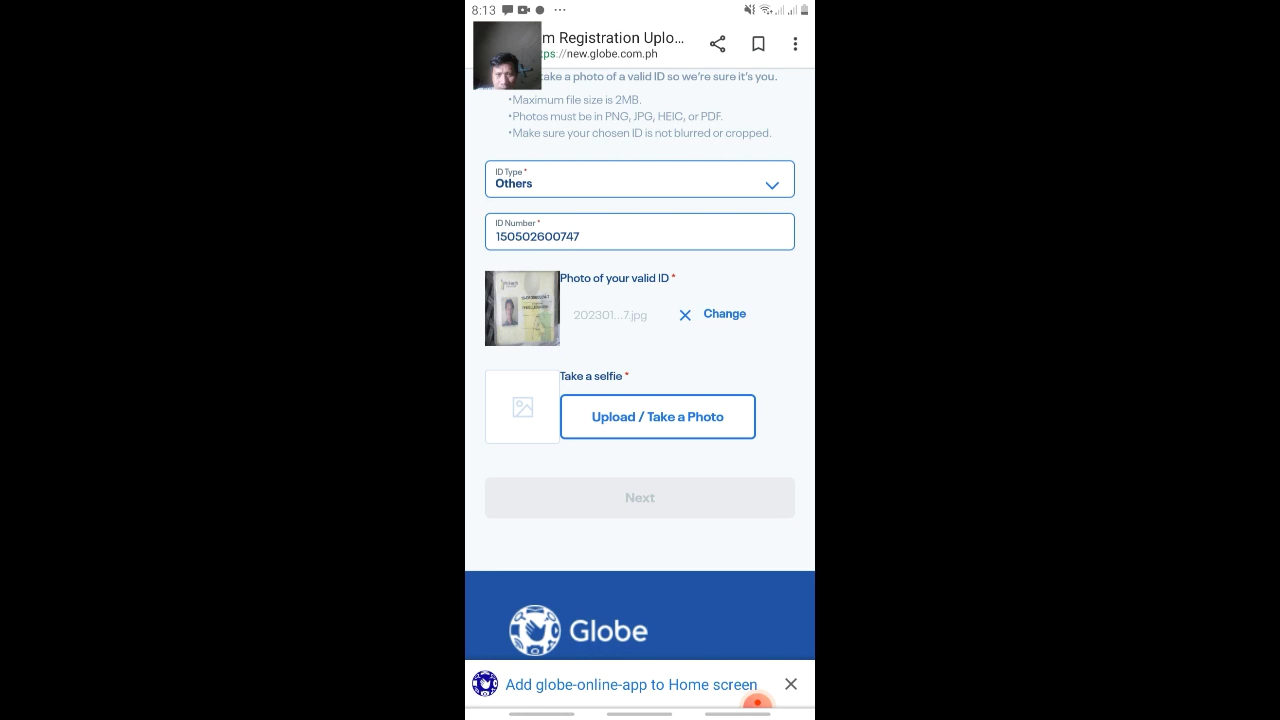 8:13
m Registration Uplo...
ps://new.globe.com.ph
take a photo of a valid ID so we're sure it's you.
•Maximum file size is 2MB.
•Photos must be in PNG, JPG, HEIC, or PDF.
•Make sure your chosen ID is not blurred or cropped.
ID Type *
Others
ID Number *
150502600747
Photo of your valid ID *
202301...7.jpg
Change
Take a selfie *
Upload / Take a Photo
Next
Globe
Add globe-online-app to Home screen